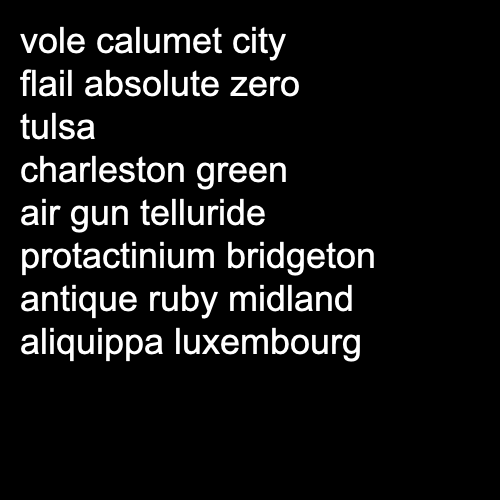 vole calumet city
flail absolute zero
tulsa
charleston green
air gun telluride
protactinium bridgeton
antique ruby midland
aliquippa luxembourg